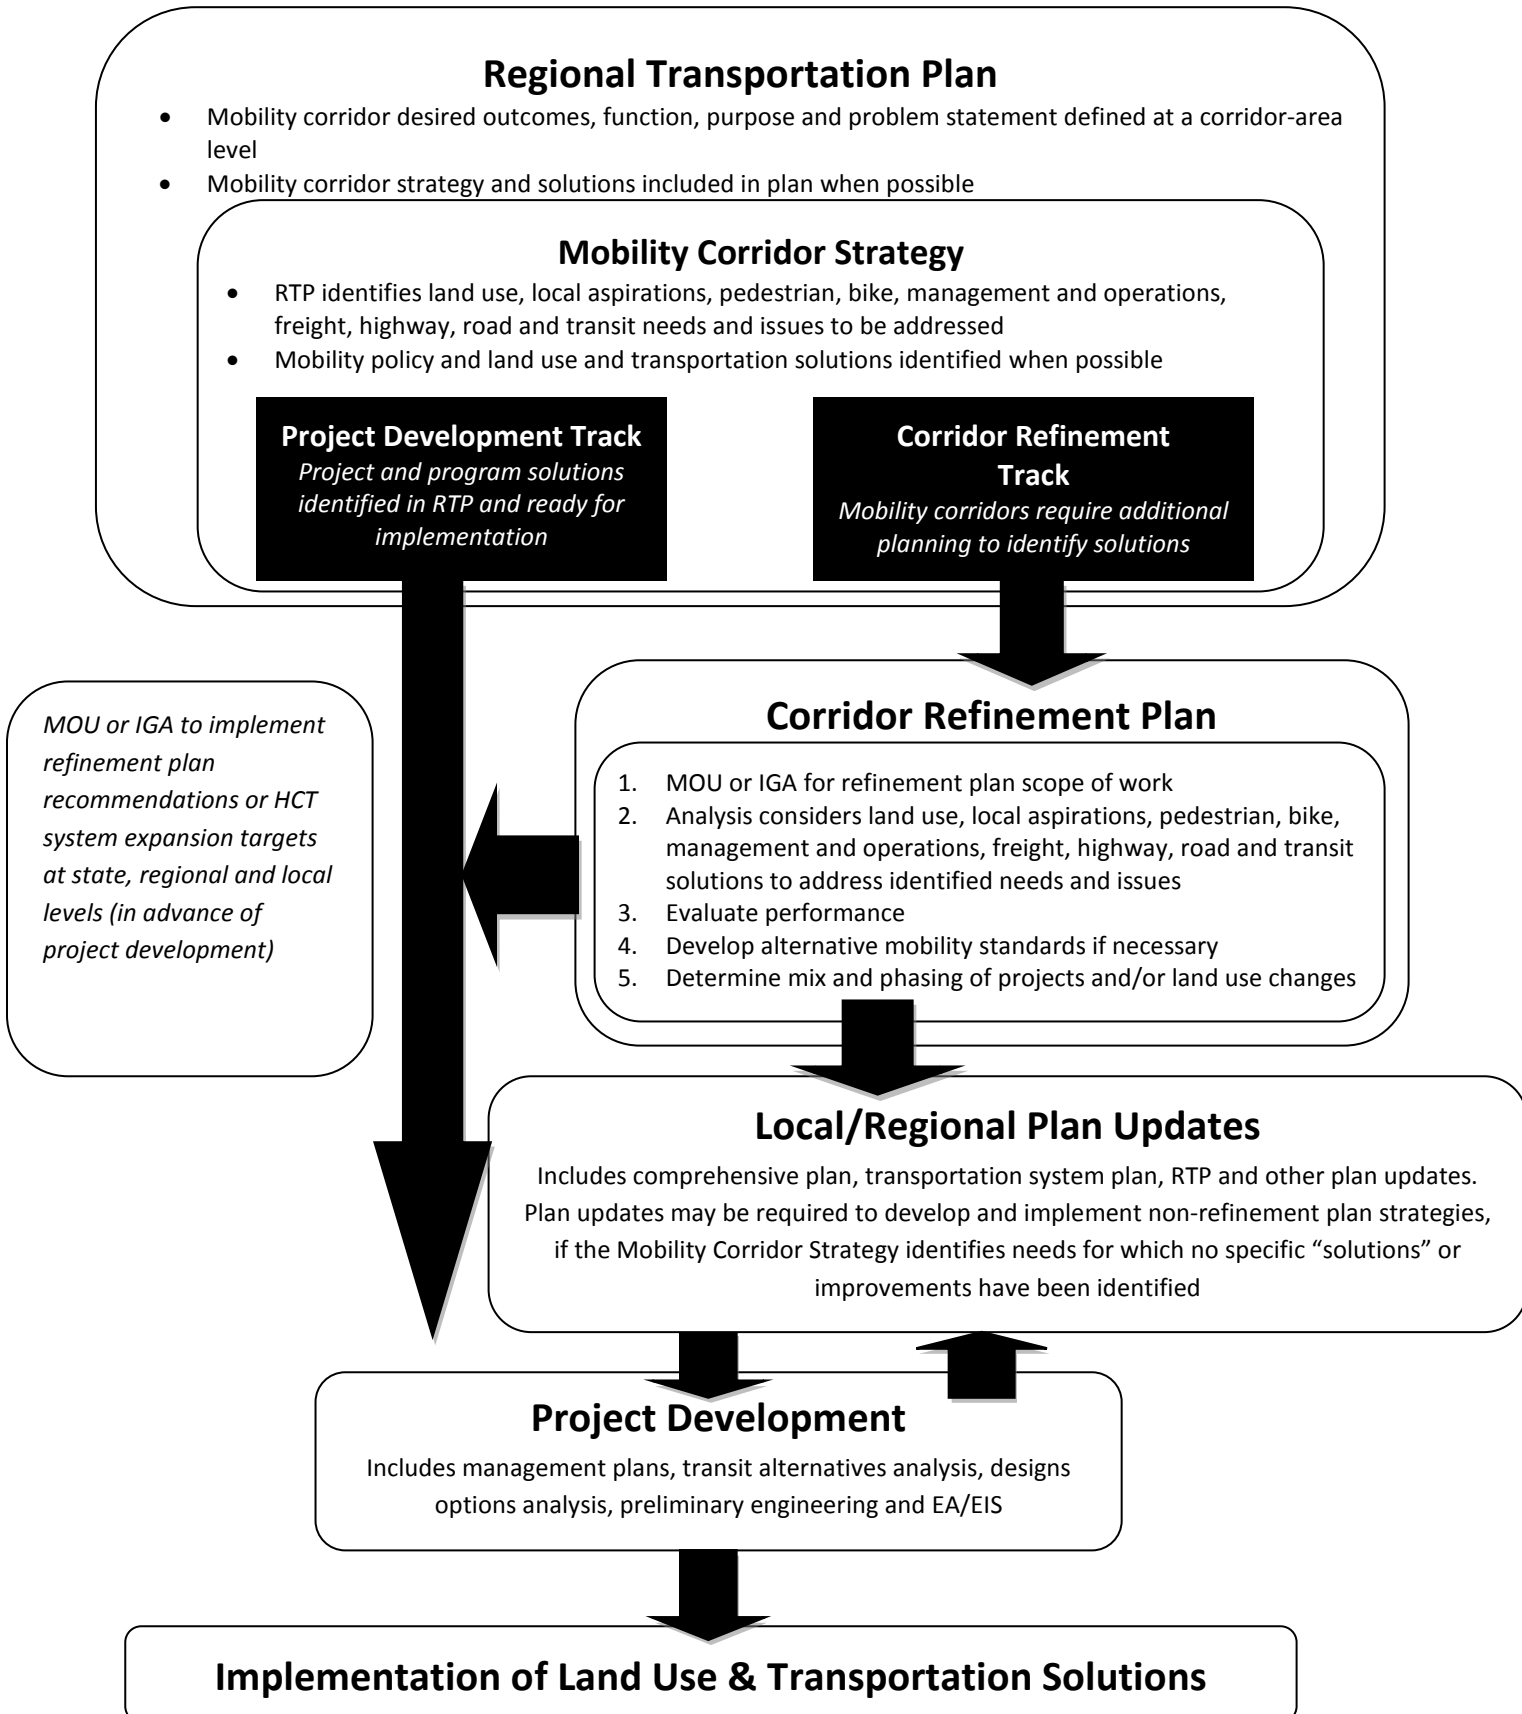 Regional Transportation Plan
• Mobility corridor desired outcomes, function, purpose and problem statement defined at a corridor-area
level
• Mobility corridor strategy and solutions included in plan when possible
Mobility Corridor Strategy
• RTP identifies land use, local aspirations, pedestrian, bike, management and operations,
freight, highway, road and transit needs and issues to be addressed
• Mobility policy and land use and transportation solutions identified when possible
Project Development Track
Project and program solutions
identified in RTP and ready for
implementation
Corridor Refinement
Track
Mobility corridors require additional
planning to identify solutions
MOU or IGA to implement
refinement plan
recommendations or HCT
system expansion targets
at state, regional and local
levels (in advance of
project development)
Corridor Refinement Plan
1. MOU or IGA for refinement plan scope of work
2. Analysis considers land use, local aspirations, pedestrian, bike,
management and operations, freight, highway, road and transit
solutions to address identified needs and issues
3. Evaluate performance
4. Develop alternative mobility standards if necessary
5. Determine mix and phasing of projects and/or land use changes
Local/Regional Plan Updates
Includes comprehensive plan, transportation system plan, RTP and other plan updates.
Plan updates may be required to develop and implement non-refinement plan strategies,
if the Mobility Corridor Strategy identifies needs for which no specific “solutions” or
improvements have been identified
Project Development
Includes management plans, transit alternatives analysis, designs
options analysis, preliminary engineering and EA/EIS
Implementation of Land Use & Transportation Solutions